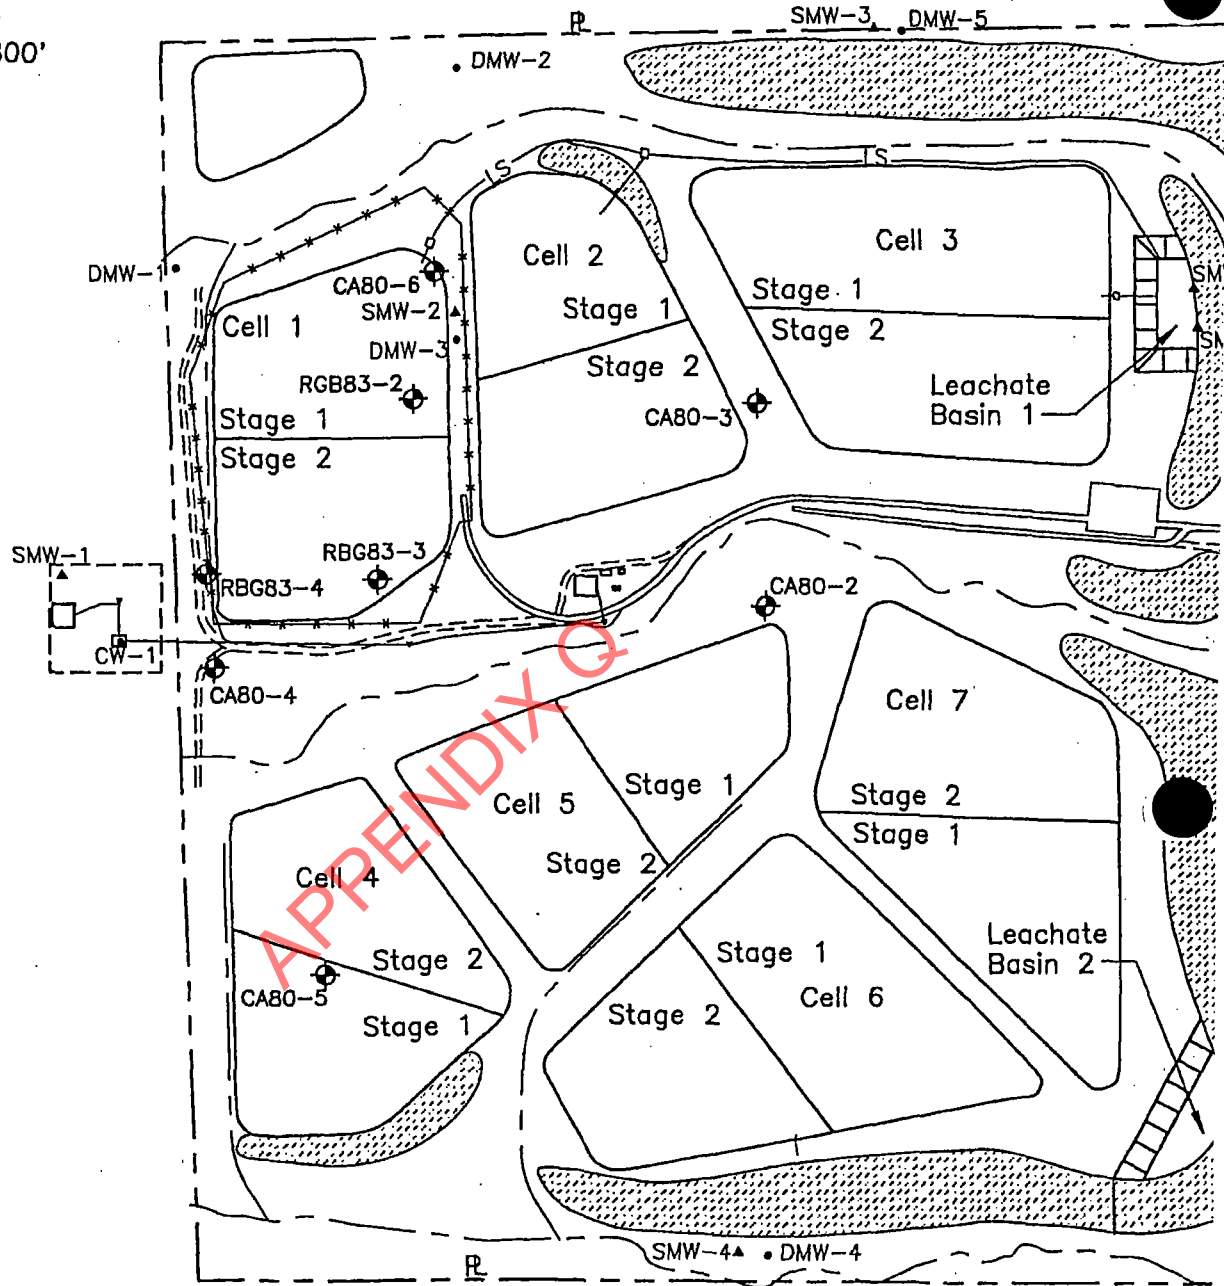 SMW-3
DMW-5
PL
00'
DMW-2
LS
LS
Cell 2
Cell 3
DMW-1
CA80-6
SMW-2
Stage 1
Stage 1
Cell 1
Stage 2
DMW-3
Stage 2
RGB83-2
Leachate
Basin 1
CA80-3
Stage 1
Stage 2
SMW-1
RBG83-3
RBG83-4
CA80-2
CW-1
CA80-4
Cell 7
Stage 1
Cell 5
Stage 2
Stage 1
Stage 2
Cell 4
Stage 2
Stage 1
Leachate
Basin 2
CA80-5
Cell 6
Stage 2
Stage 1
SMW-4
DMW-4
PL
APPENDIX Q